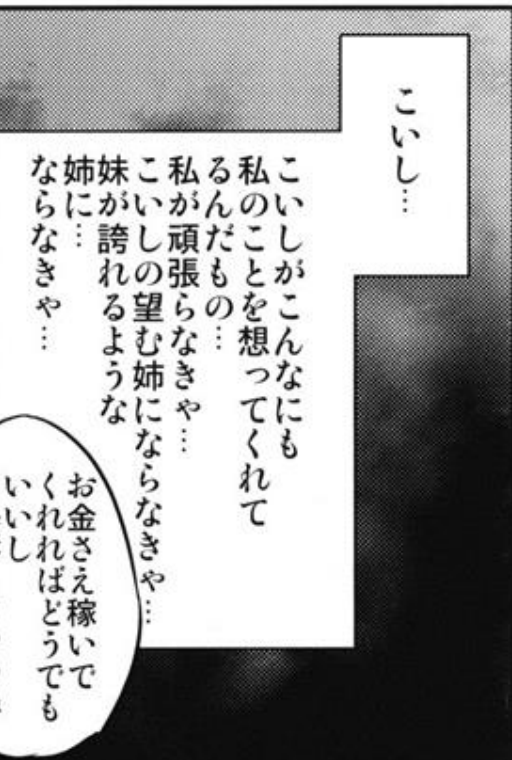 こいし…
こいしがこんなにも
私のことを想ってくれて
るんだもの…
私が頑張らなきゃ…
こいしの望む姉にならなきゃ…
妹が誇れるような
姉に…
ならなきゃ…
お金さえ稼いで
くれればどうでも
いいし